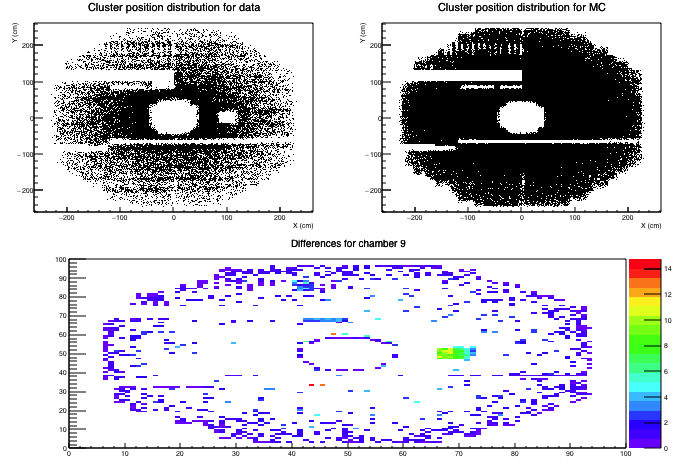 Cluster position distribution for data
Cluster position distribution for MC
Y (cm)
200
100
0
−100
−200
−200 −100 0 100 200
X (cm)
Y (cm)
200
100
0
−100
−200
−200 −100 0 100 200
X (cm)
Differences for chamber 9
100
90
80
70
60
50
40
30
20
10
0
0 10 20 30 40 50 60 70 80 90 100
14
12
10
8
6
4
2
0